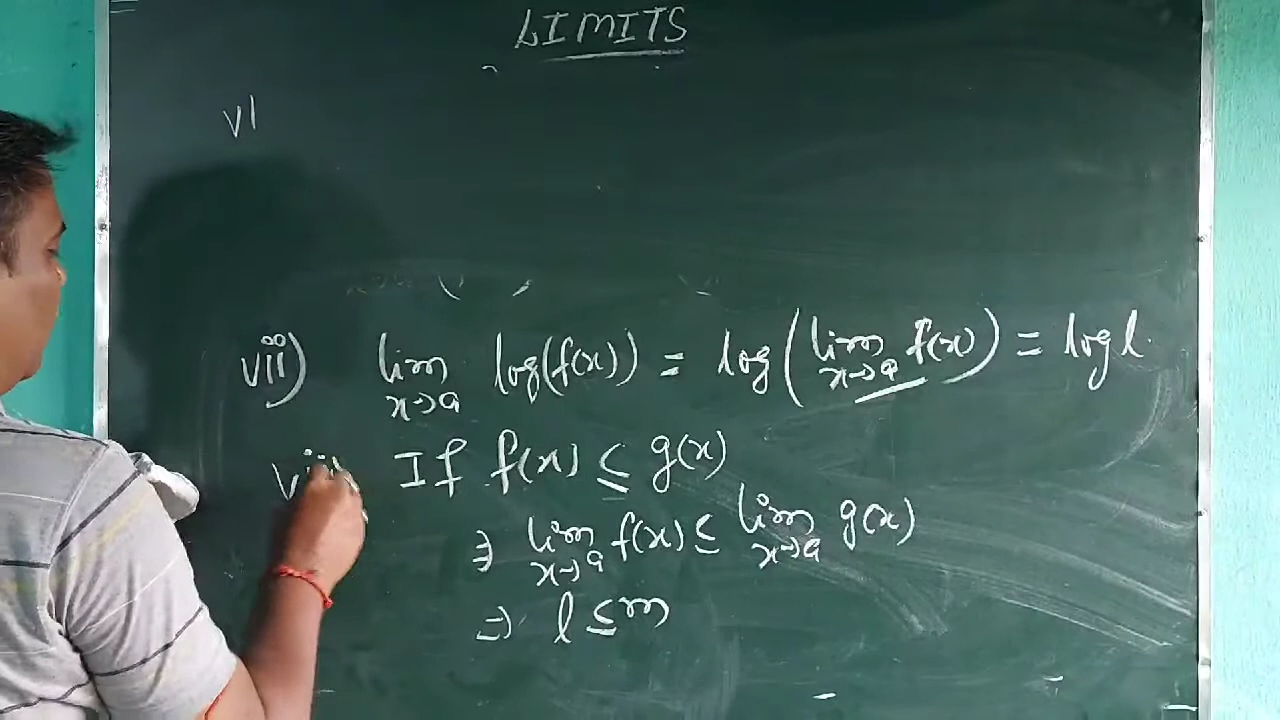 LIMITS
vi
vii) lim x→a log(f(x)) = log(lim x→a f(x)) = log l.
viii If f(x) ≤ g(x)
⇒ lim x→a f(x) ≤ lim x→a g(x)
⇒ l ≤ m